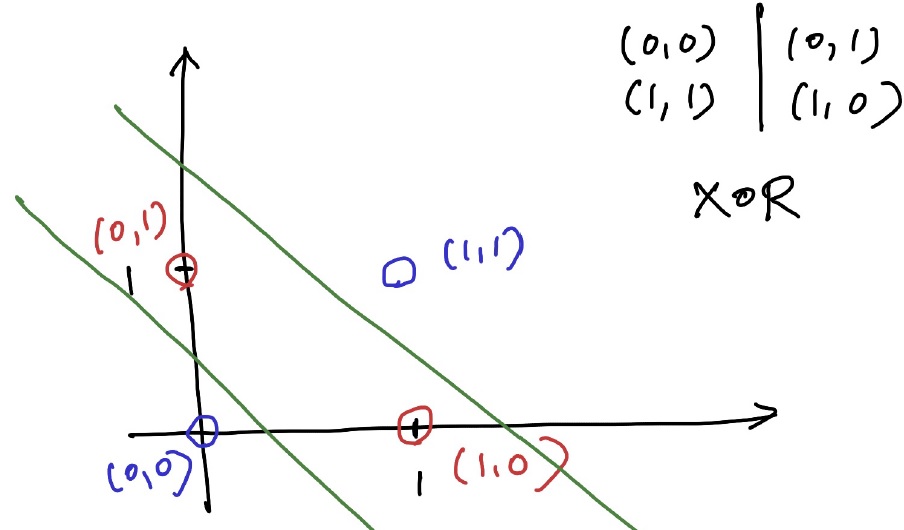 (0,0) | (0,1)
(1,1) | (1,0)
XOR
(0,1)
1
(1,1)
(0,0)
(1,0)
1